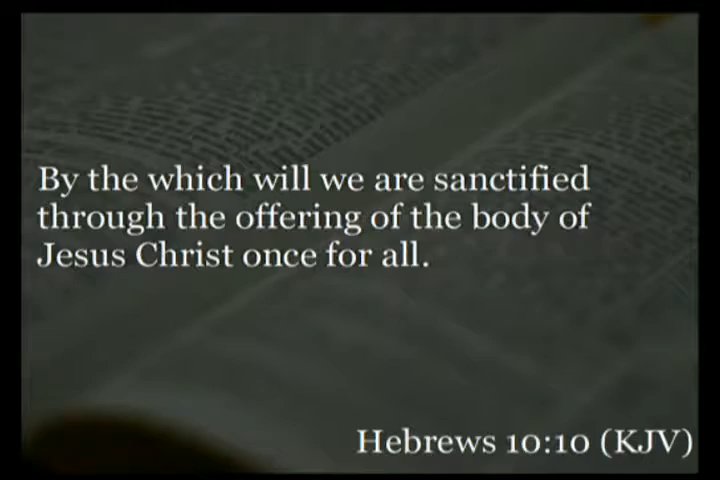 By the which will we are sanctified
through the offering of the body of
Jesus Christ once for all.
Hebrews 10:10 (KJV)